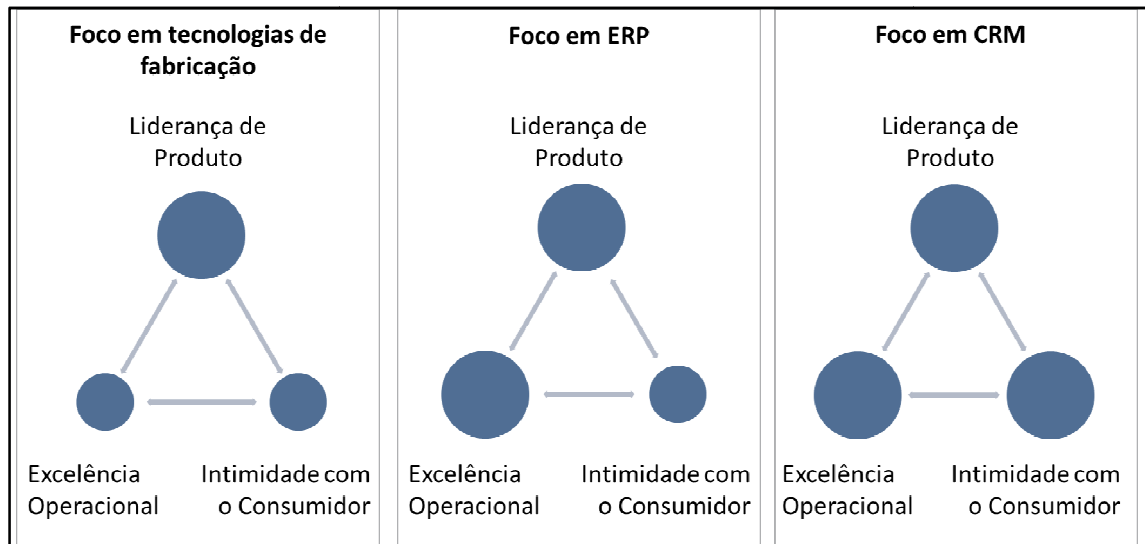 Foco em tecnologias de
fabricação
Liderança de
Produto
Excelência
Operacional
Intimidade com
o Consumidor
Foco em ERP
Liderança de
Produto
Excelência
Operacional
Intimidade com
o Consumidor
Foco em CRM
Liderança de
Produto
Excelência
Operacional
Intimidade com
o Consumidor